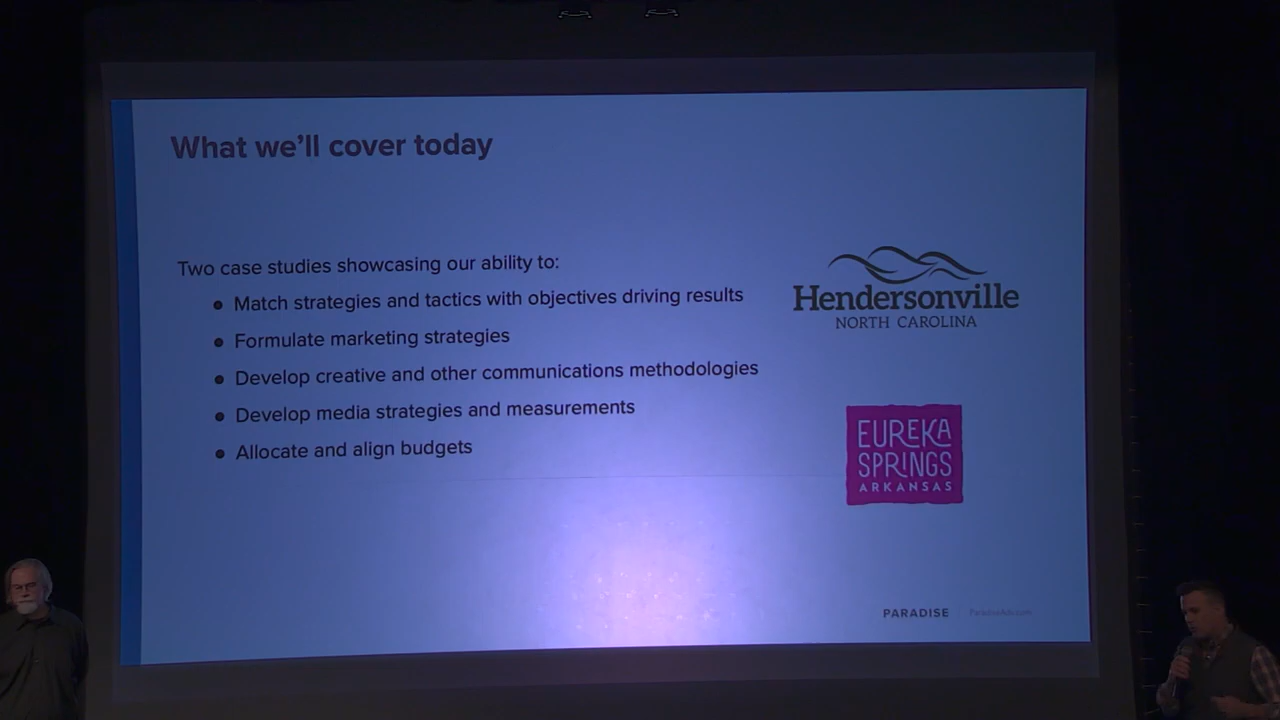 What we'll cover today
Two case studies showcasing our ability to:
Match strategies and tactics with objectives driving results
Formulate marketing strategies
Develop creative and other communications methodologies
Develop media strategies and measurements
Allocate and align budgets
Hendersonville
NORTH CAROLINA
EUREKA
SPRINGS
ARKANSAS
PARADISE
ParadiseAdv.com